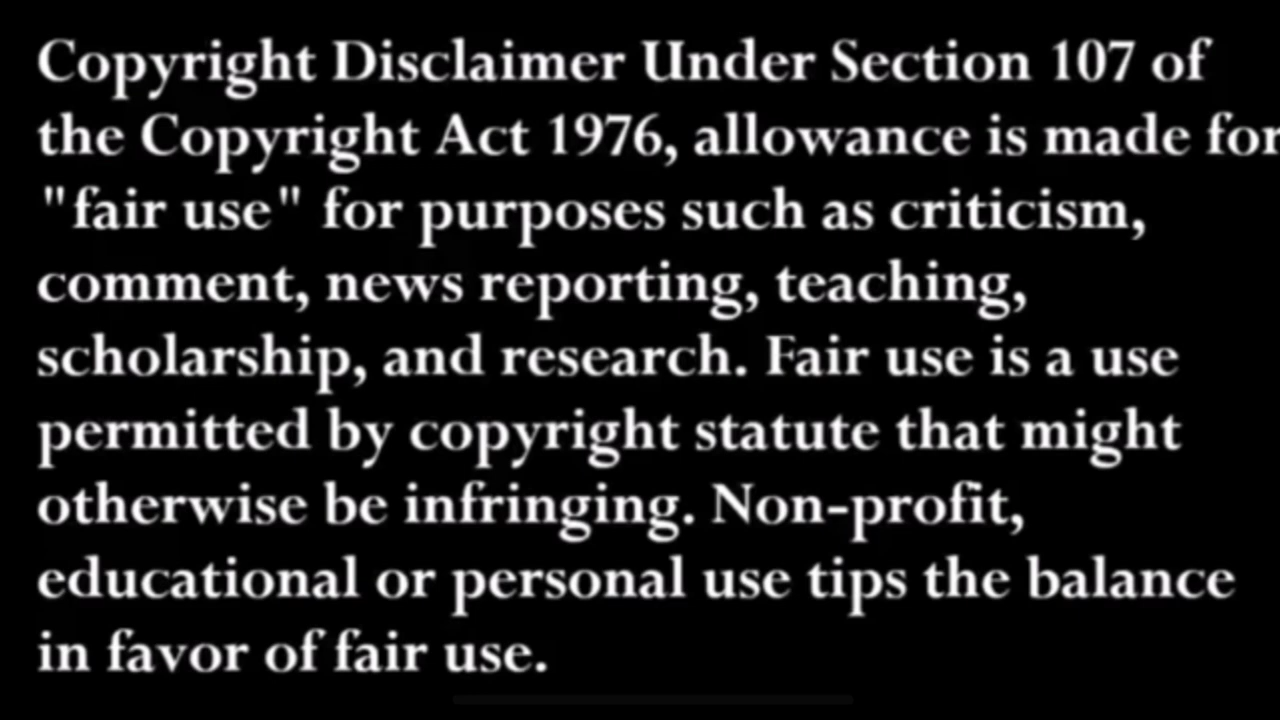 Copyright Disclaimer Under Section 107 of
the Copyright Act 1976, allowance is made for
"fair use" for purposes such as criticism,
comment, news reporting, teaching,
scholarship, and research. Fair use is a use
permitted by copyright statute that might
otherwise be infringing. Non-profit,
educational or personal use tips the balance
in favor of fair use.